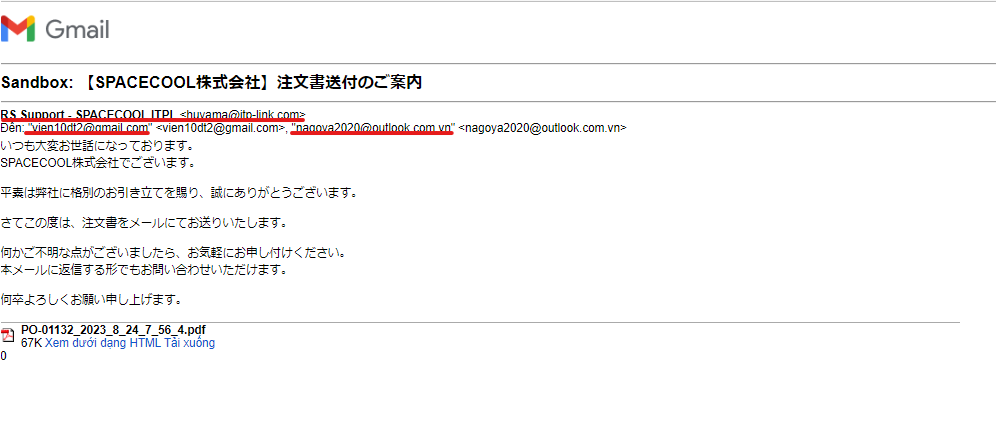 Gmail
Sandbox: 【SPACECOOL株式会社】注文書送付のご案内
RS Support - SPACECOOL ITPL <huyama@itp-link.com>
Đến: "vien10dt2@gmail.com" <vien10dt2@gmail.com>, "nagoya2020@outlook.com.vn" <nagoya2020@outlook.com.vn>
いつも大変お世話になっております。
SPACECOOL株式会社でございます。
平素は弊社に格別のお引き立てを賜り、誠にありがとうございます。
さてこの度は、注文書をメールにてお送りいたします。
何かご不明な点がございましたら、お気軽にお申し付けください。
本メールに返信する形でもお問い合わせいただけます。
何卒よろしくお願い申し上げます。
PO-01132_2023_8_24_7_56_4.pdf
67K Xem dưới dạng HTML Tải xuống
0